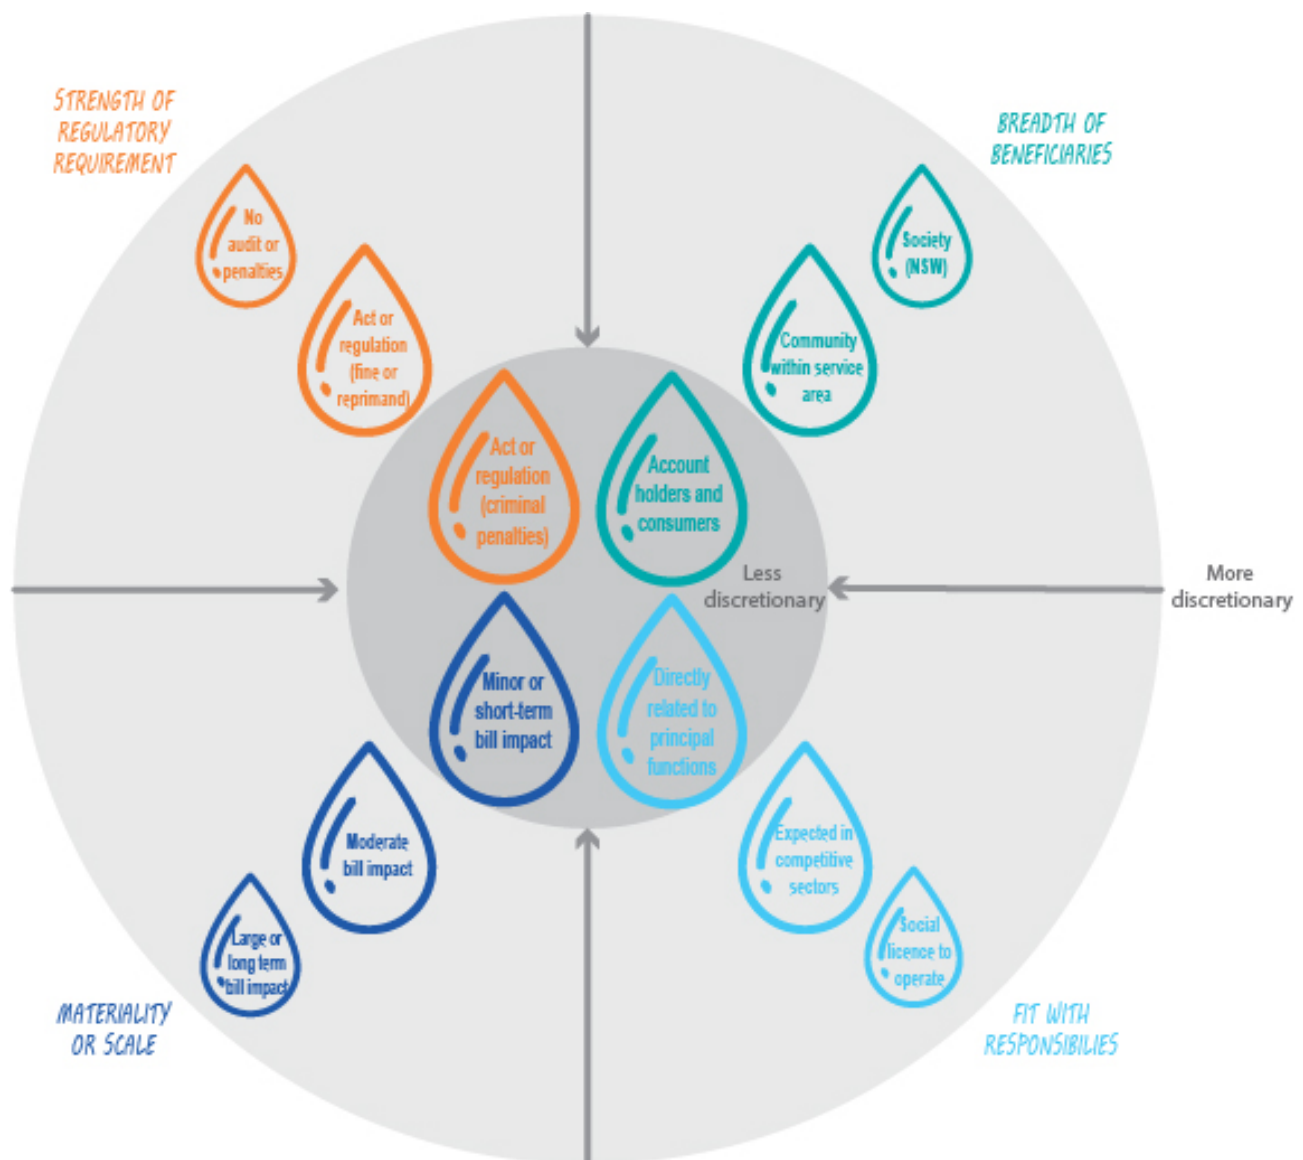 STRENGTH OF
REGULATORY
REQUIREMENT
No
audit or
penalties
Act or
regulation
(fine or
reprimand)
Act or
regulation
(criminal
penalties)
BREADTH OF
BENEFICIARIES
Society
(NSW)
Community
within service
area
Account
holders and
consumers
Less
discretionary
More
discretionary
Minor or
short-term
bill impact
Moderate
bill impact
Large or
long term
bill impact
MATERIALITY
OR SCALE
Directly
related to
principal
functions
Expected in
competitive
sectors
Social
licence to
operate
FIT WITH
RESPONSIBILIES